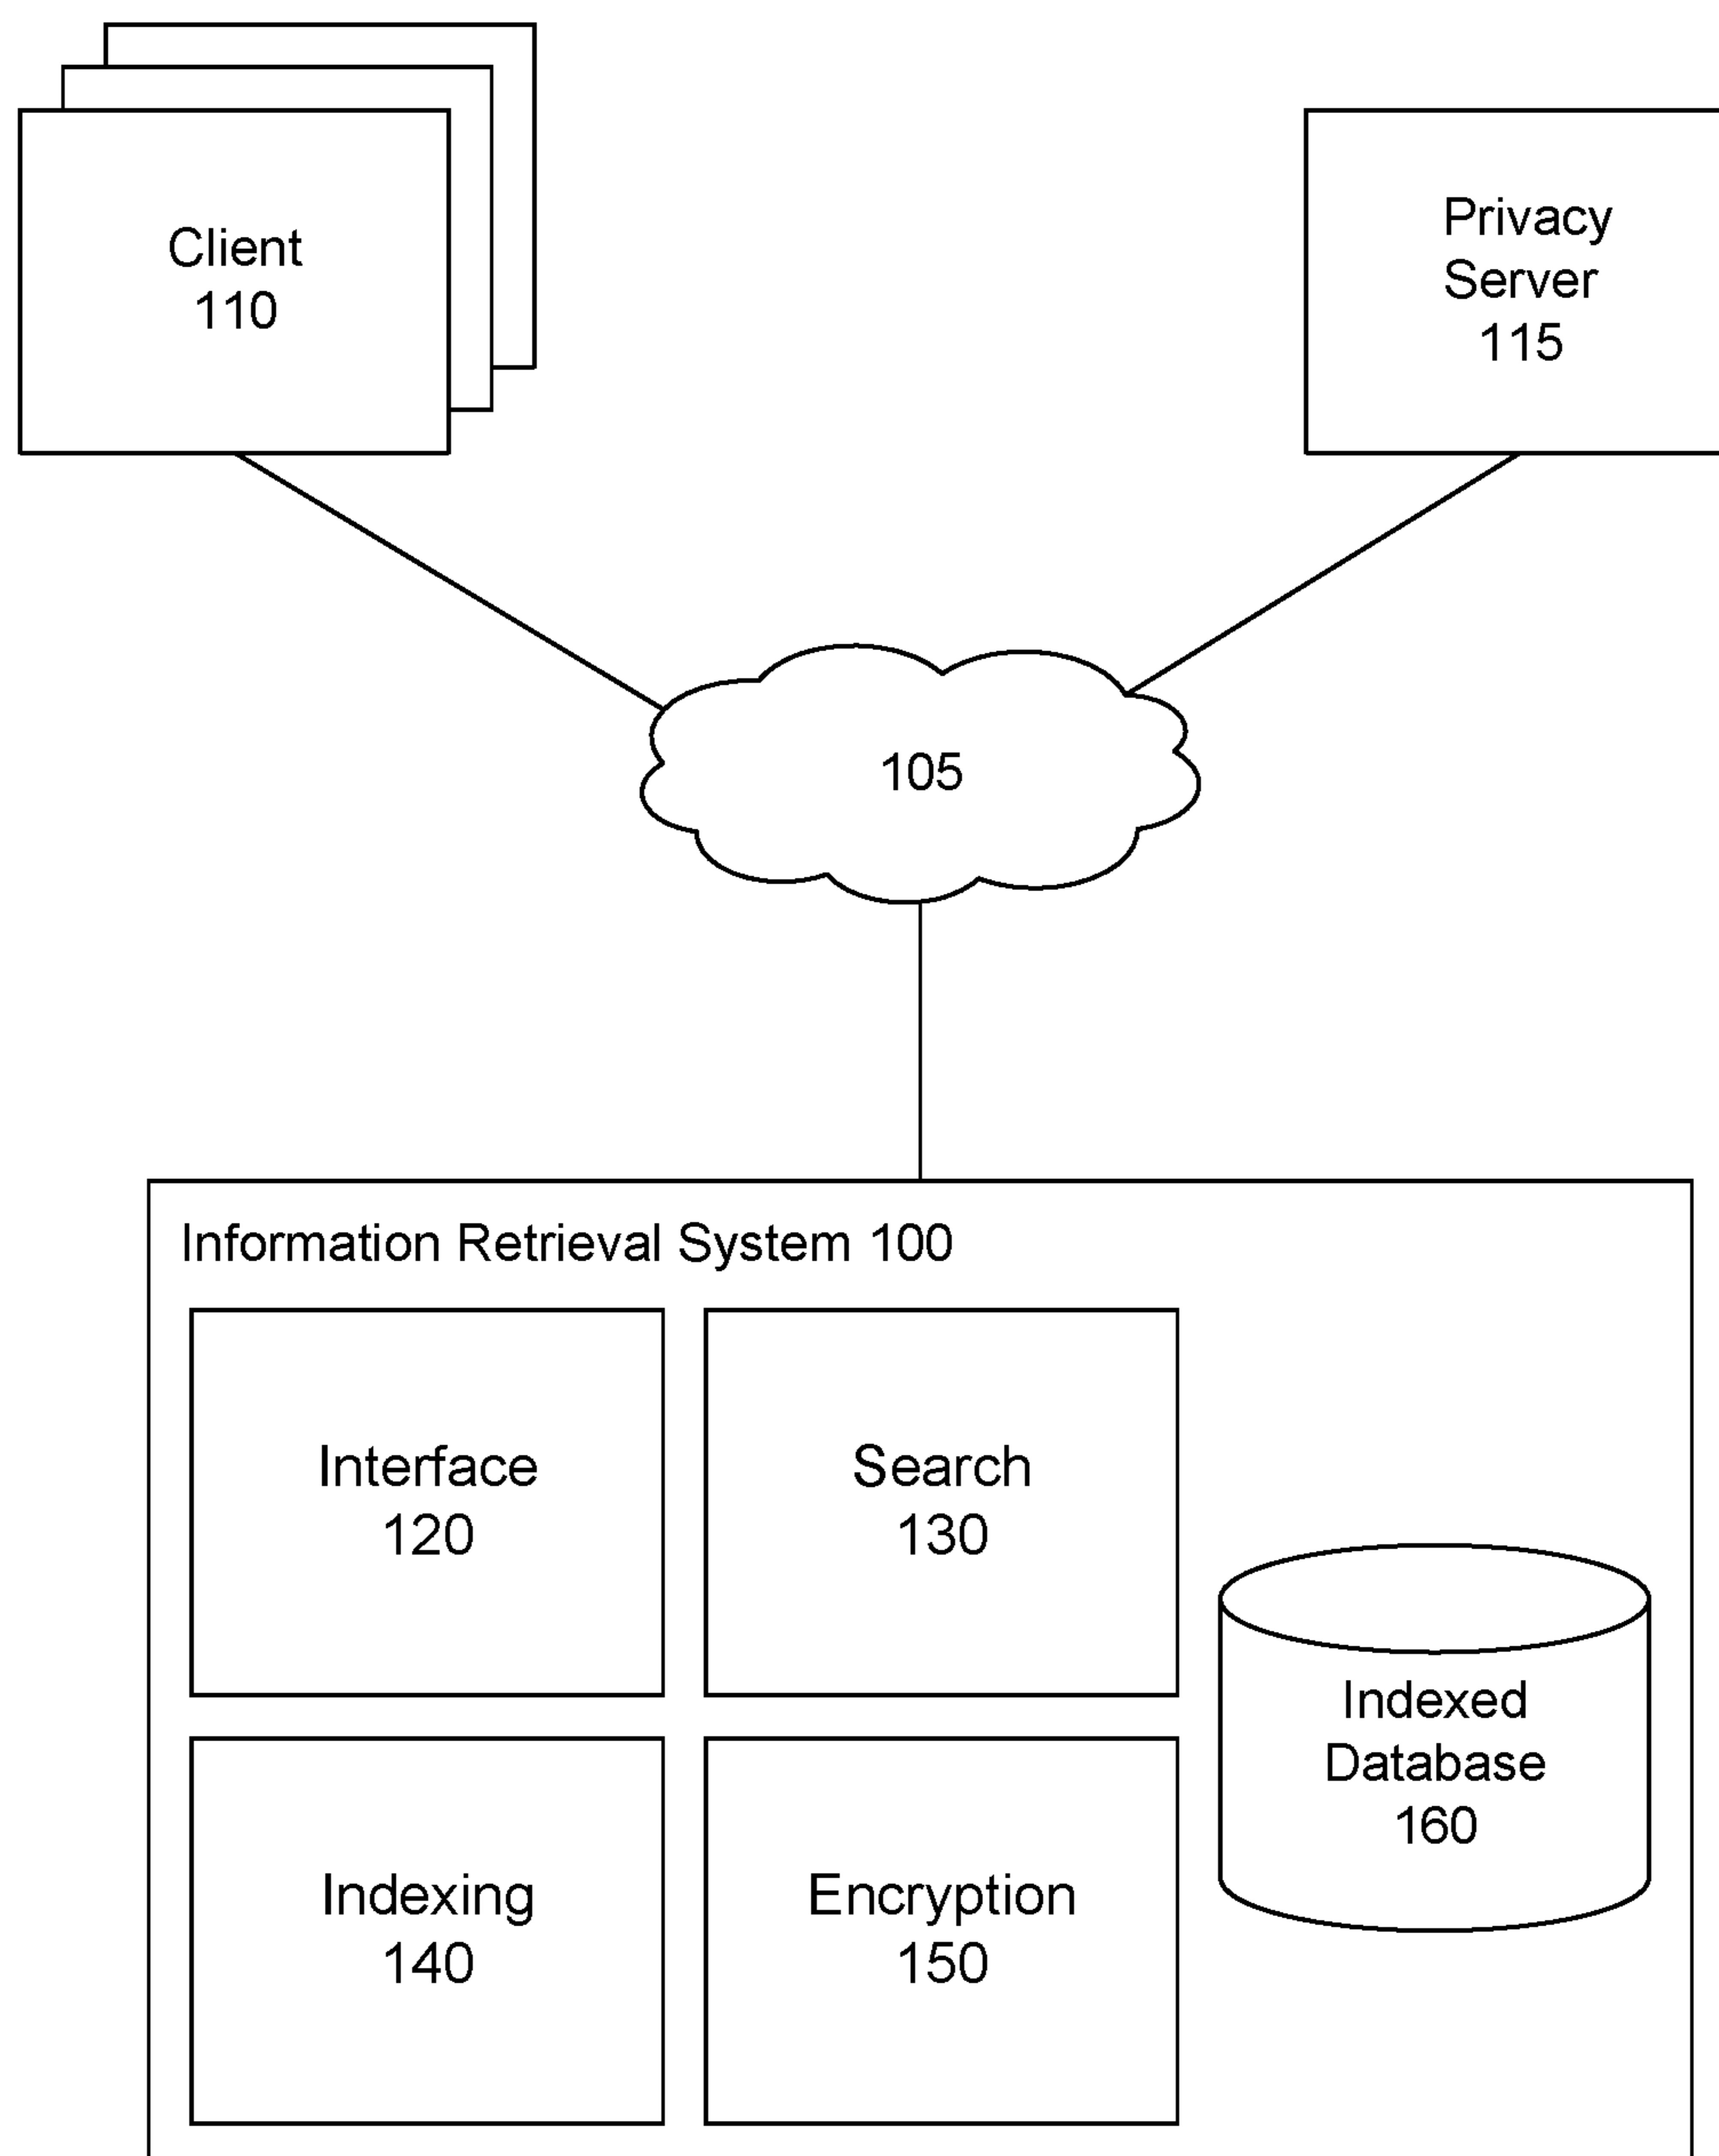 Client
110
Privacy
Server
115
105
Information Retrieval System 100
Interface
120
Search
130
Indexed
Database
160
Indexing
140
Encryption
150